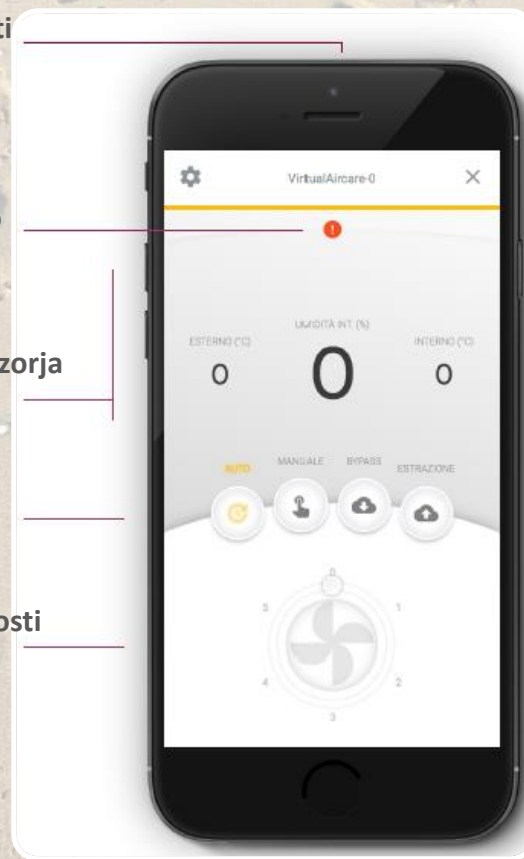 ti
VirtualAircare-0
UMIDITÀ INT. (%)
ESTERNO (°C)
INTERNO (°C)
0
0
0
zorja
AUTO
MANUALE
BYPASS
ESTRAZIONE
0
5
1
osti
4
2
3